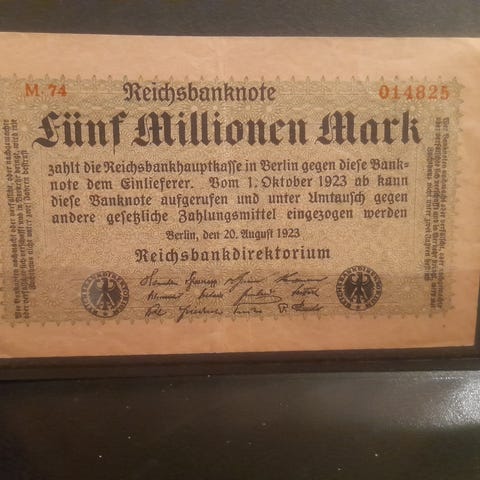 M. 74 Reichsbanknote 014825
Fünf Millionen Mark
zahlt die Reichsbankhauptkasse in Berlin gegen diese Bank-
note dem Einlieferer. Vom 1. Oktober 1923 ab kann
diese Banknote aufgerufen und unter Umtausch gegen
andere gesetzliche Zahlungsmittel eingezogen werden
Berlin, den 20. August 1923
Reichsbankdirektorium
REICHSBANKDIREKTORIUM
REICHSBANKDIREKTORIUM